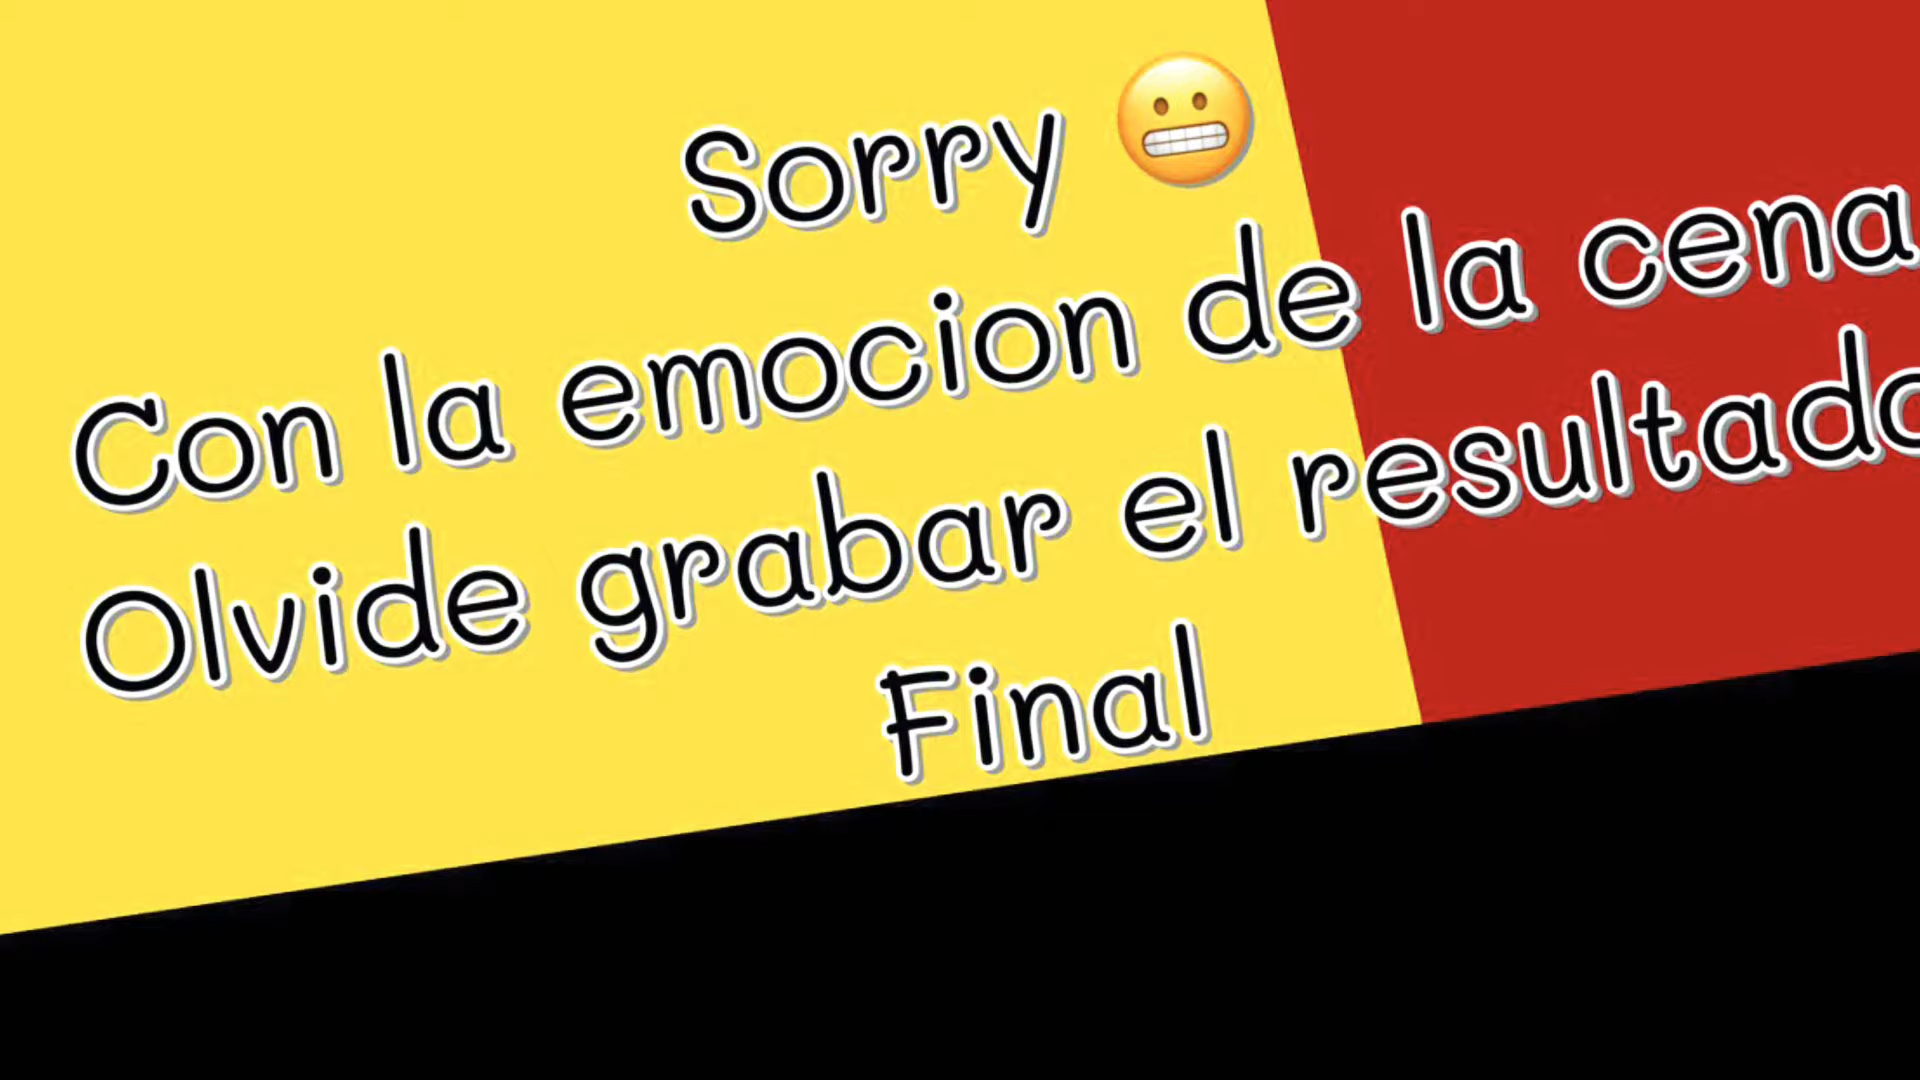 Sorry 😬
Con la emocion de la cena
Olvide grabar el resultado
Final